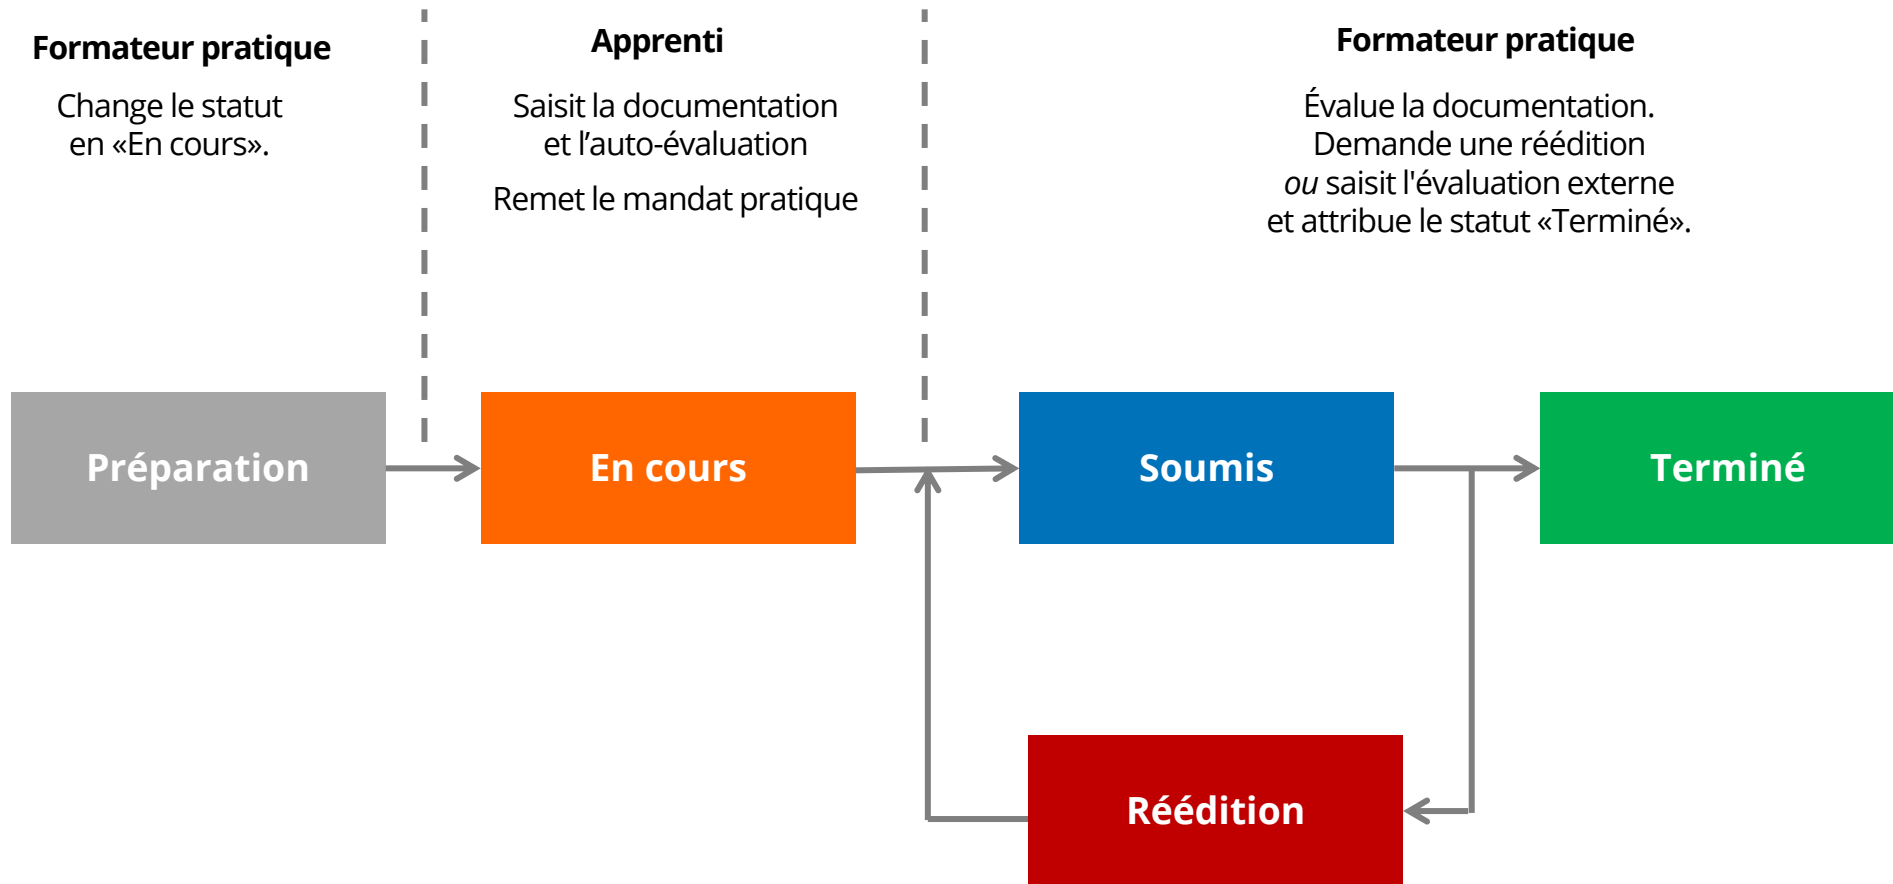 Formateur pratique
Change le statut
en «En cours».
Apprenti
Saisit la documentation
et l’auto-évaluation
Remet le mandat pratique
Formateur pratique
Évalue la documentation.
Demande une réédition
ou saisit l'évaluation externe
et attribue le statut «Terminé».
Préparation
En cours
Soumis
Terminé
Réédition